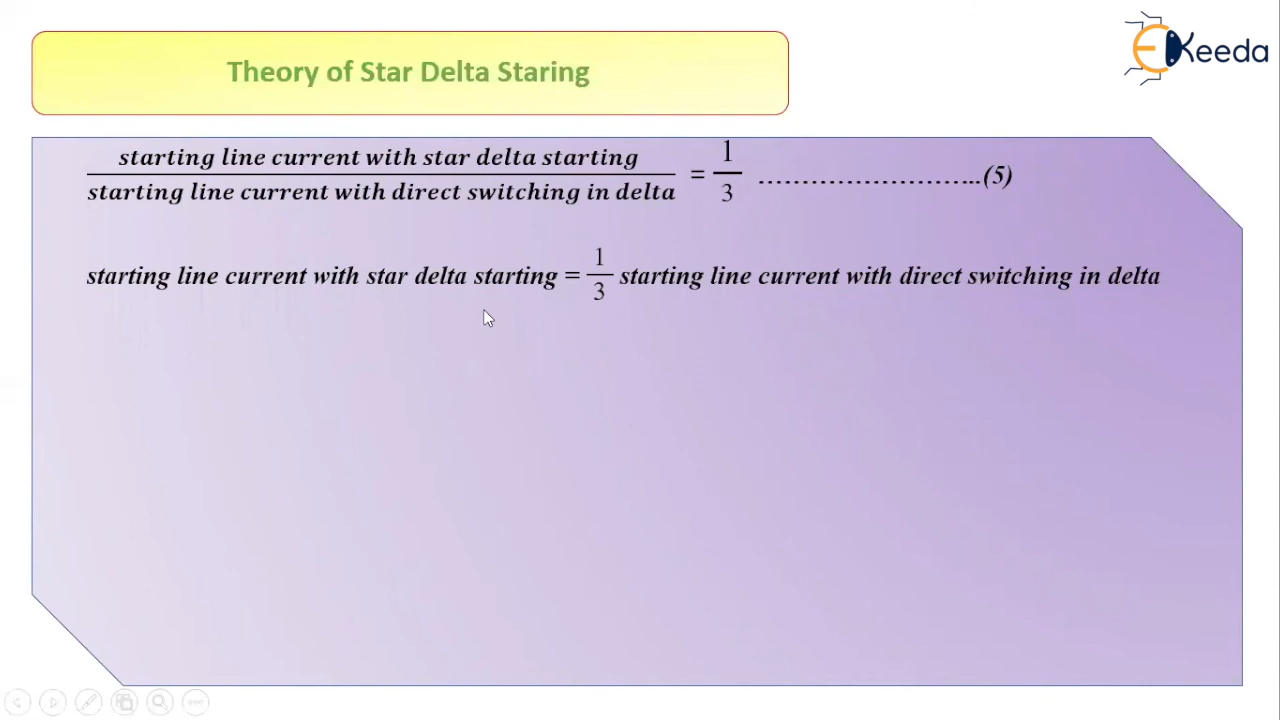 Theory of Star Delta Staring
EKeeda
starting line current with star delta starting
starting line current with direct switching in delta
= 1/3 ……………………..(5)
starting line current with star delta starting = 1/3 starting line current with direct switching in delta